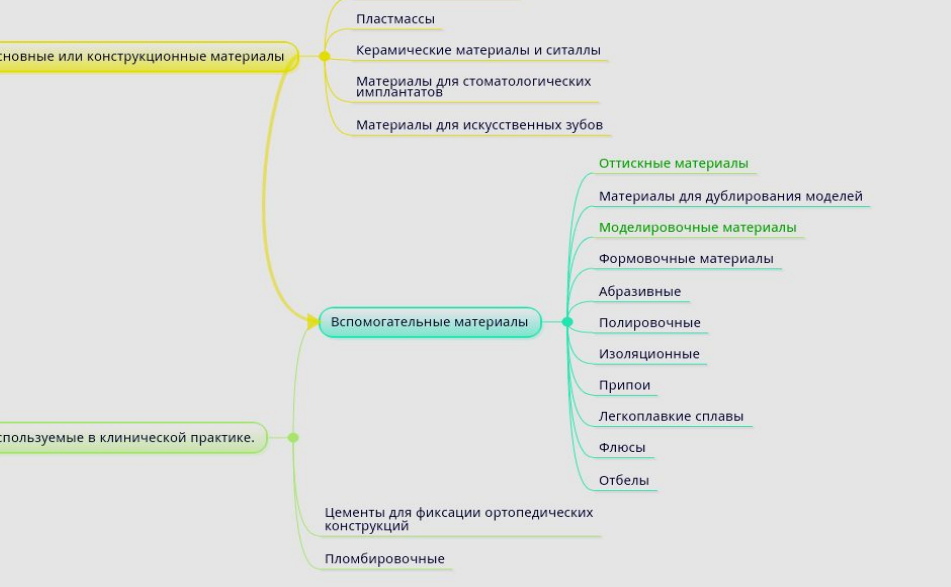 Пластмассы
сновные или конструкционные материалы
Керамические материалы и ситаллы
Материалы для стоматологических
имплантатов
Материалы для искусственных зубов
Оттискные материалы
Материалы для дублирования моделей
Моделировочные материалы
Формовочные материалы
Абразивные
Вспомогательные материалы
Полировочные
Изоляционные
Припои
Легкоплавкие сплавы
спользуемые в клинической практике.
Флюсы
Отбелы
Цементы для фиксации ортопедических
конструкций
Пломбировочные